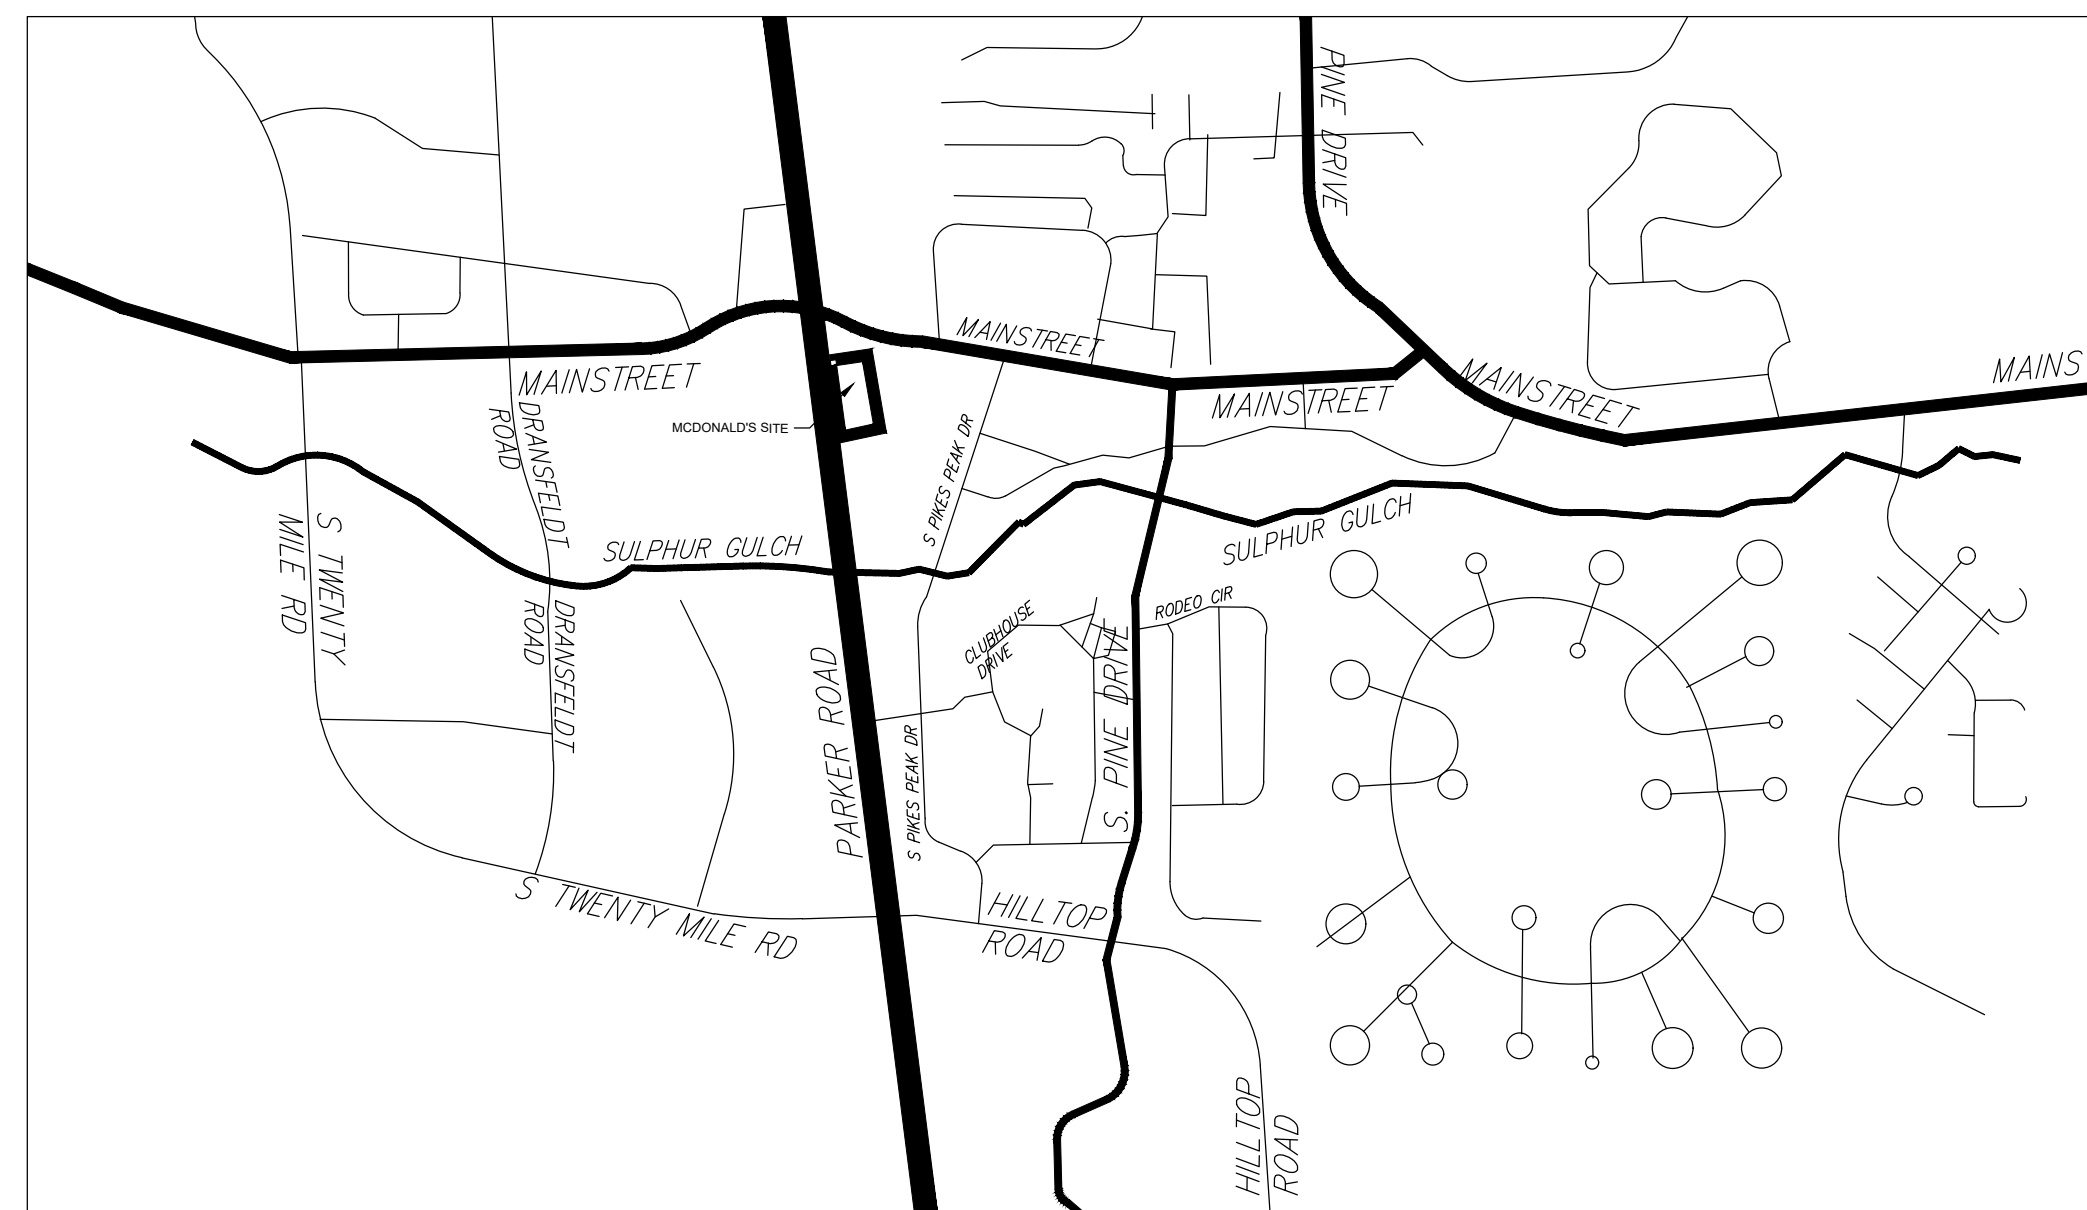 PINE DRIVE
MAINSTREET
MAINS
MAINSTREET
MAINSTREET
MAINSTREET
DRANSFELDT
ROAD
MCDONALD'S SITE
S PIKES PEAK DR
SULPHUR GULCH
SULPHUR GULCH
S TWENTY
MILE RD
DRANSFELDT
ROAD
CLUBHOUSE
DRIVE
RODEO CIR
PARKER ROAD
S PIKES PEAK DR
S. PINE DRIVE
S TWENTY MILE RD
HILLTOP
ROAD
HILLTOP
ROAD